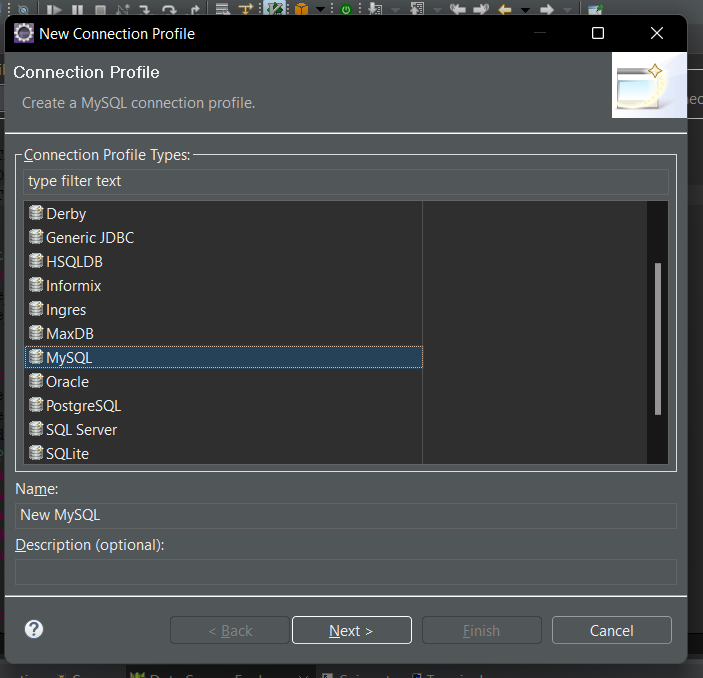 New Connection Profile
Connection Profile
Create a MySQL connection profile.
Connection Profile Types:
type filter text
Derby
Generic JDBC
HSQLDB
Informix
Ingres
MaxDB
MySQL
Oracle
PostgreSQL
SQL Server
SQLite
Name:
New MySQL
Description (optional):
?
< Back
Next >
Finish
Cancel